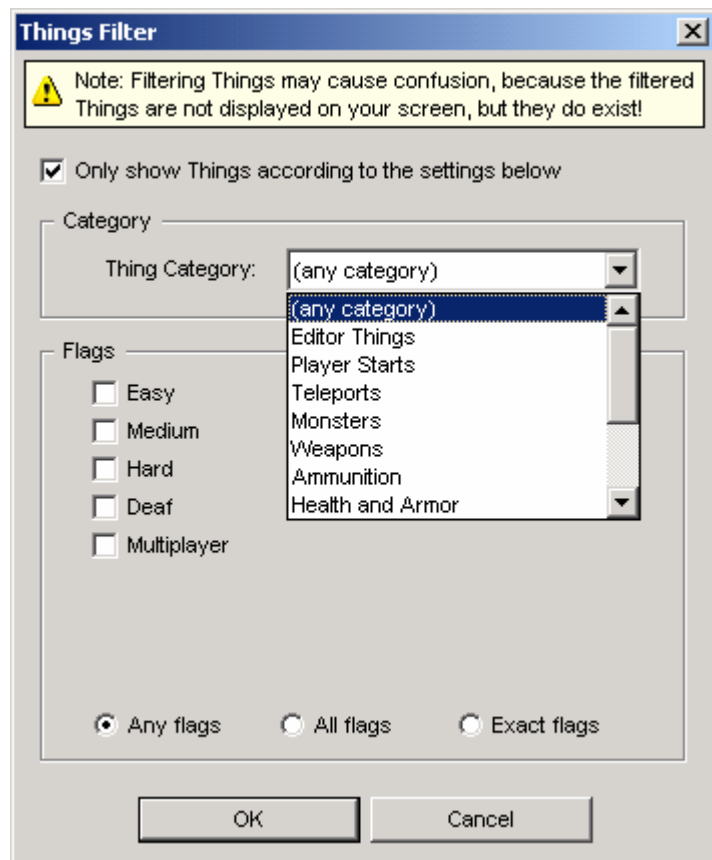 Things Filter
Note: Filtering Things may cause confusion, because the filtered
Things are not displayed on your screen, but they do exist!
Only show Things according to the settings below
Category
Thing Category:
(any category)
(any category)
Editor Things
Player Starts
Teleports
Monsters
Weapons
Ammunition
Health and Armor
Flags
Easy
Medium
Hard
Deaf
Multiplayer
Any flags
All flags
Exact flags
OK
Cancel